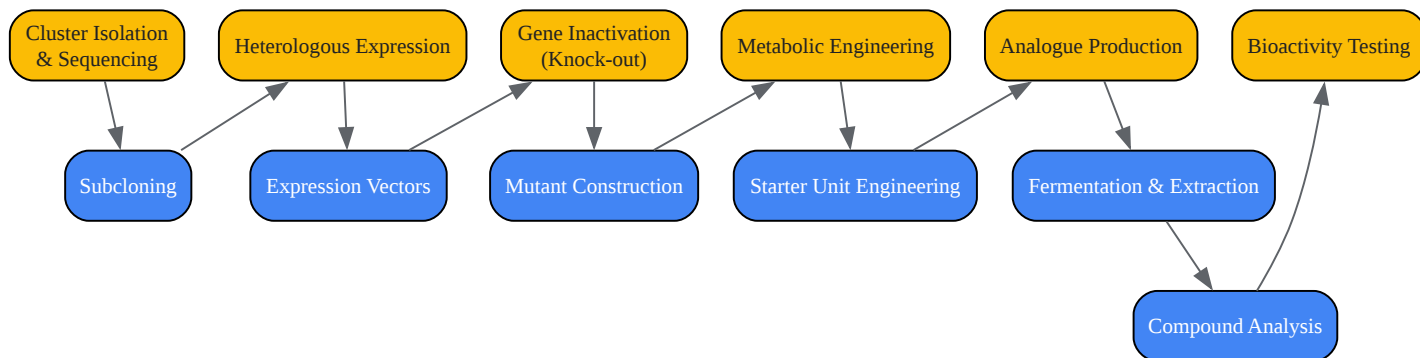 Cluster Isolation
& Sequencing
Heterologous Expression
Gene Inactivation
(Knock-out)
Metabolic Engineering
Analogue Production
Bioactivity Testing
Subcloning
Expression Vectors
Mutant Construction
Starter Unit Engineering
Fermentation & Extraction
Compound Analysis